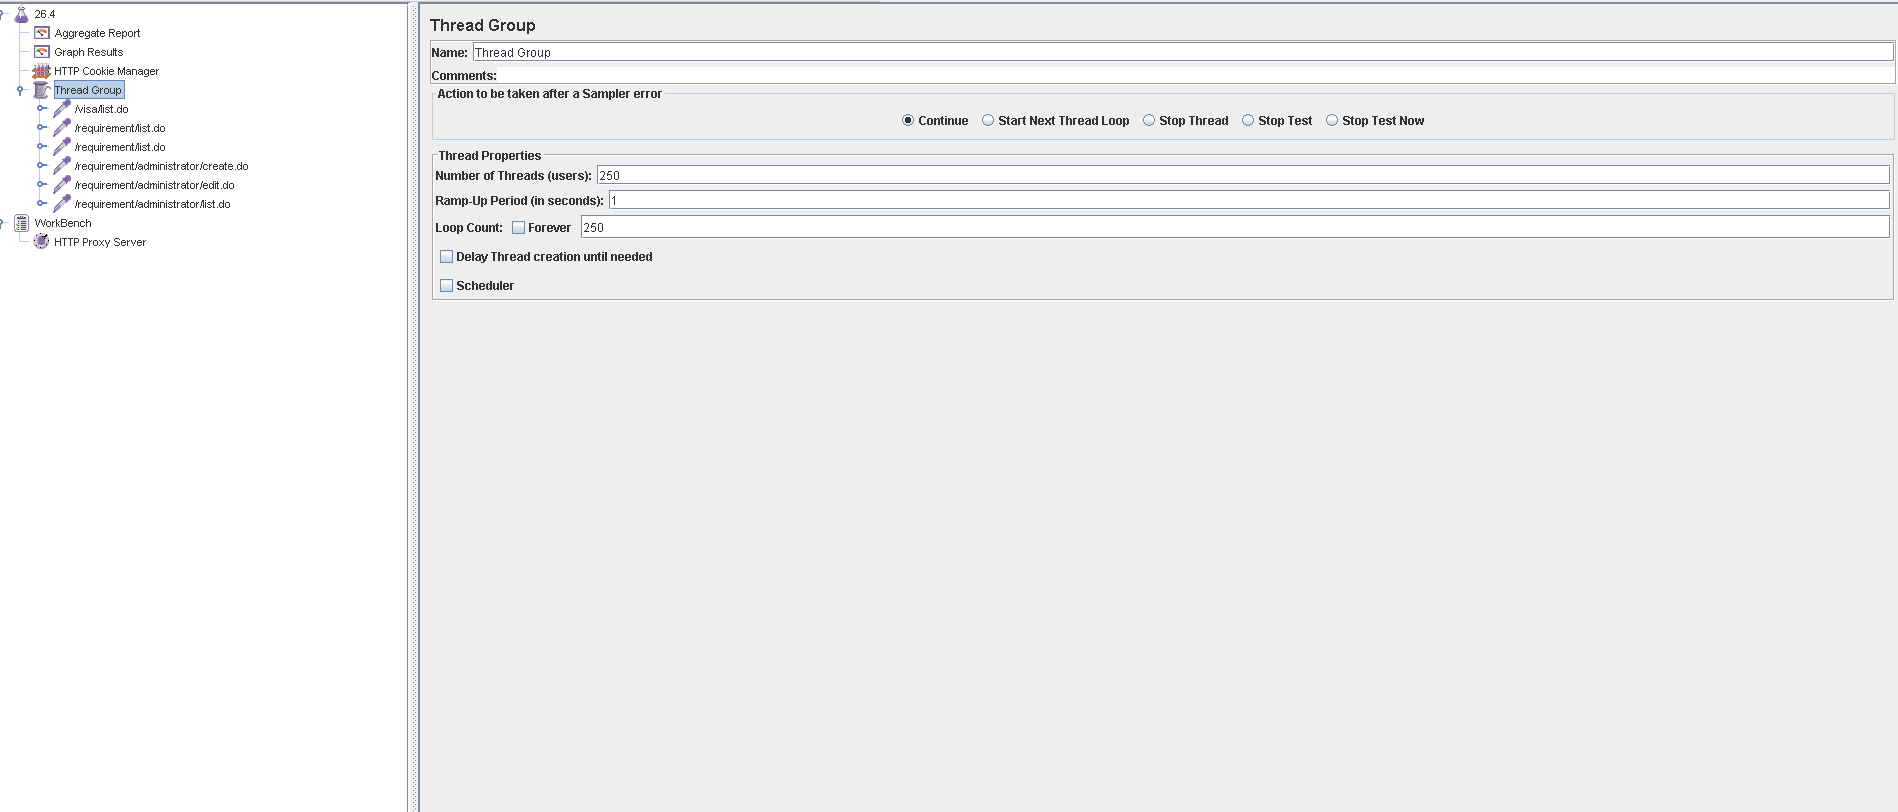 26.4
Aggregate Report
Graph Results
HTTP Cookie Manager
Thread Group
/visa/list.do
/requirement/list.do
/requirement/list.do
/requirement/administrator/create.do
/requirement/administrator/edit.do
/requirement/administrator/list.do
WorkBench
HTTP Proxy Server
Thread Group
Name: Thread Group
Comments:
Action to be taken after a Sampler error
Continue Start Next Thread Loop Stop Thread Stop Test Stop Test Now
Thread Properties
Number of Threads (users): 250
Ramp-Up Period (in seconds): 1
Loop Count: Forever 250
Delay Thread creation until needed
Scheduler